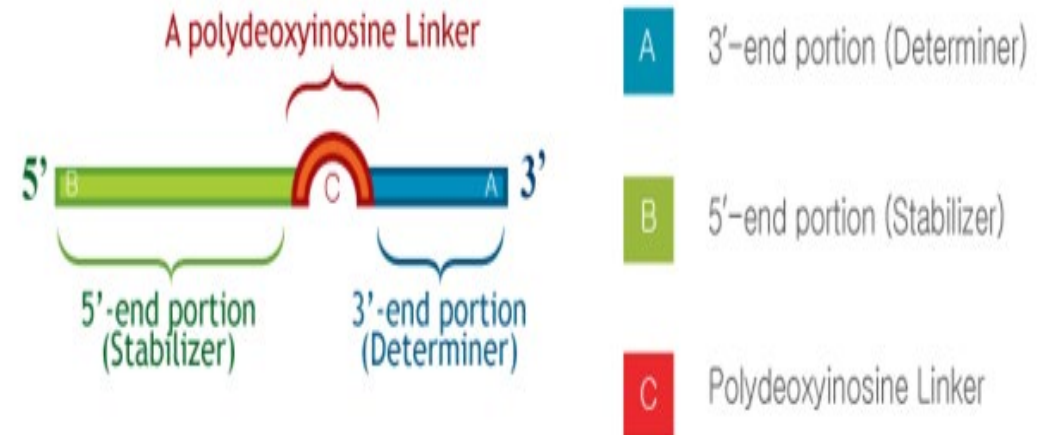 A polydeoxyinosine Linker
5’
B
C
A
3’
5’-end portion
(Stabilizer)
3’-end portion
(Determiner)
A
3′-end portion (Determiner)
B
5′-end portion (Stabilizer)
C
Polydeoxyinosine Linker